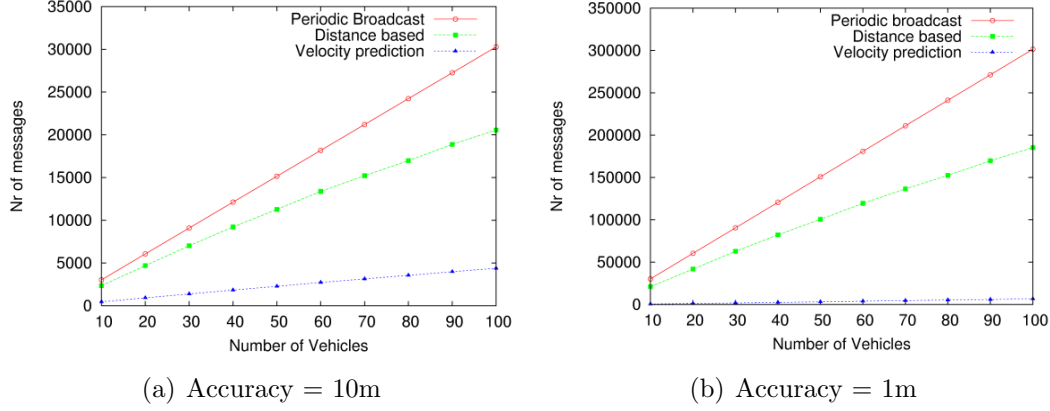 35000
30000
25000
20000
15000
10000
5000
0
Nr of messages
Periodic Broadcast
Distance based
Velocity prediction
10 20 30 40 50 60 70 80 90 100
Number of Vehicles
(a) Accuracy = 10m
350000
300000
250000
200000
150000
100000
50000
0
Nr of messages
Periodic broadcast
Distance based
Velocity prediction
10 20 30 40 50 60 70 80 90 100
Number of Vehicles
(b) Accuracy = 1m